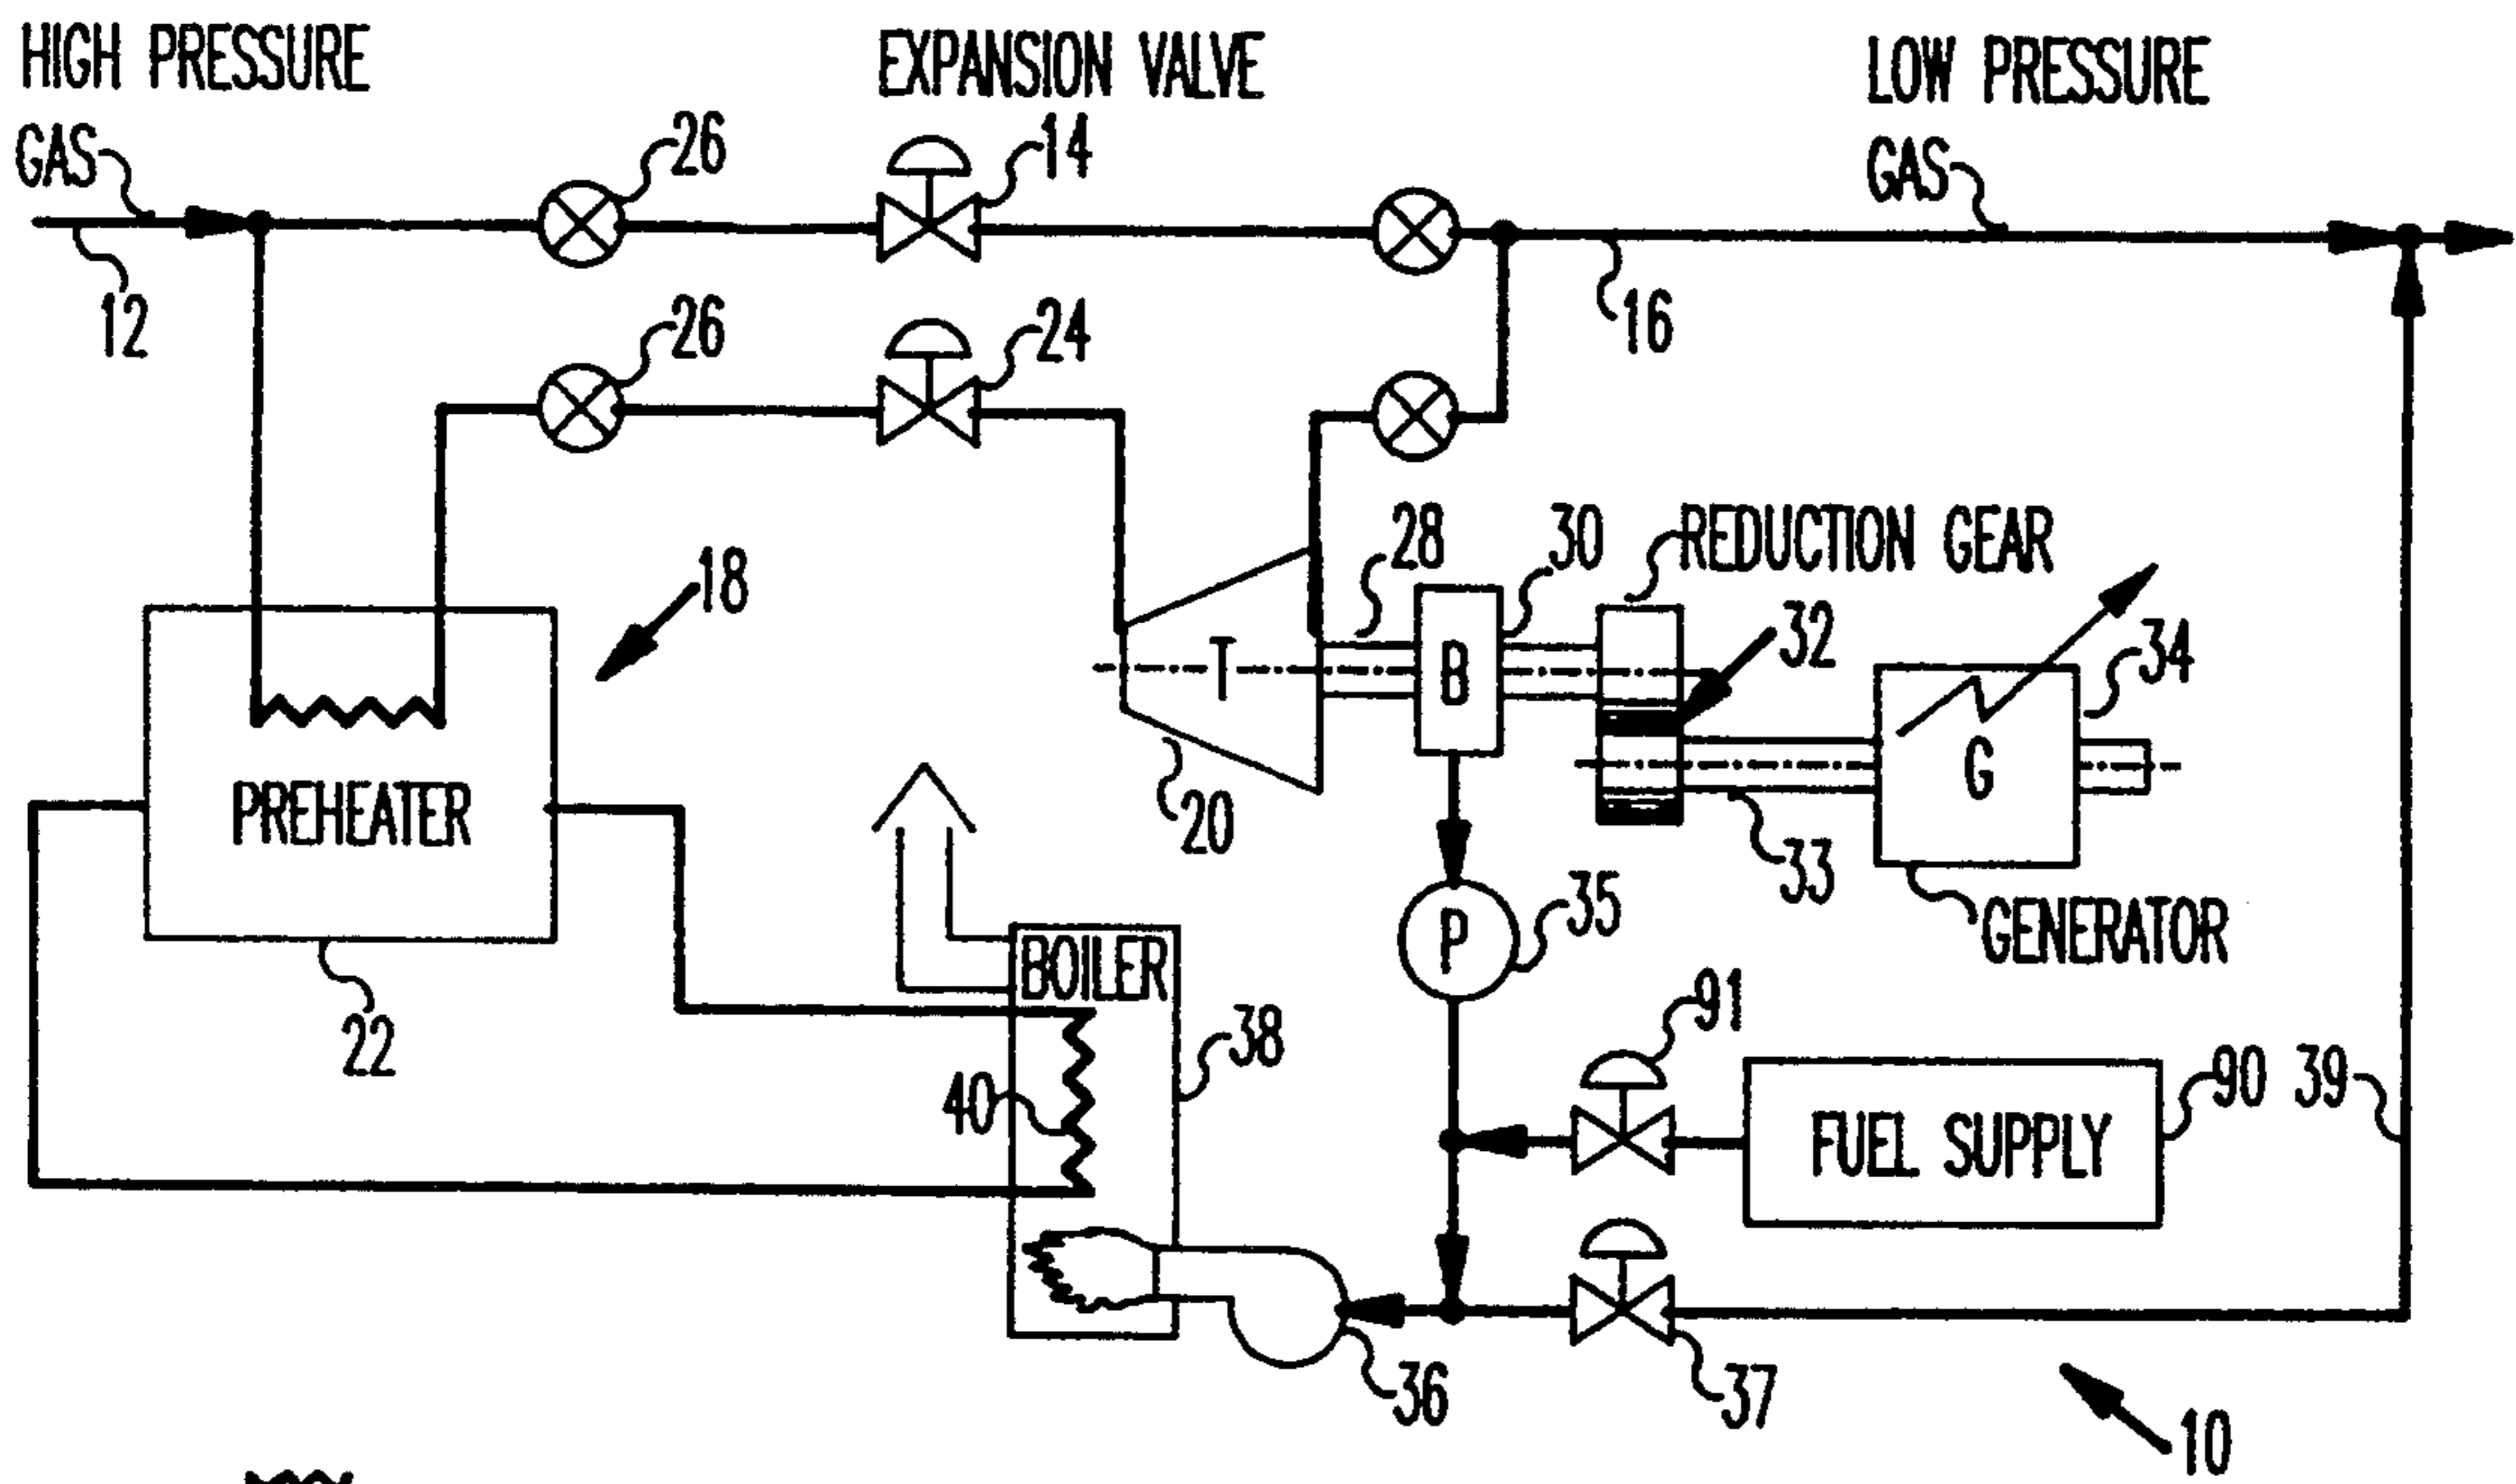 HIGH PRESSURE
GAS
EXPANSION VALVE
LOW PRESSURE
GAS
26
14
12
26
24
16
18
28
30
REDUCTION GEAR
32
34
T
B
G
PREHEATER
20
33
35
GENERATOR
P
BOILER
22
91
38
40
90
39
FUEL SUPPLY
36
37
10